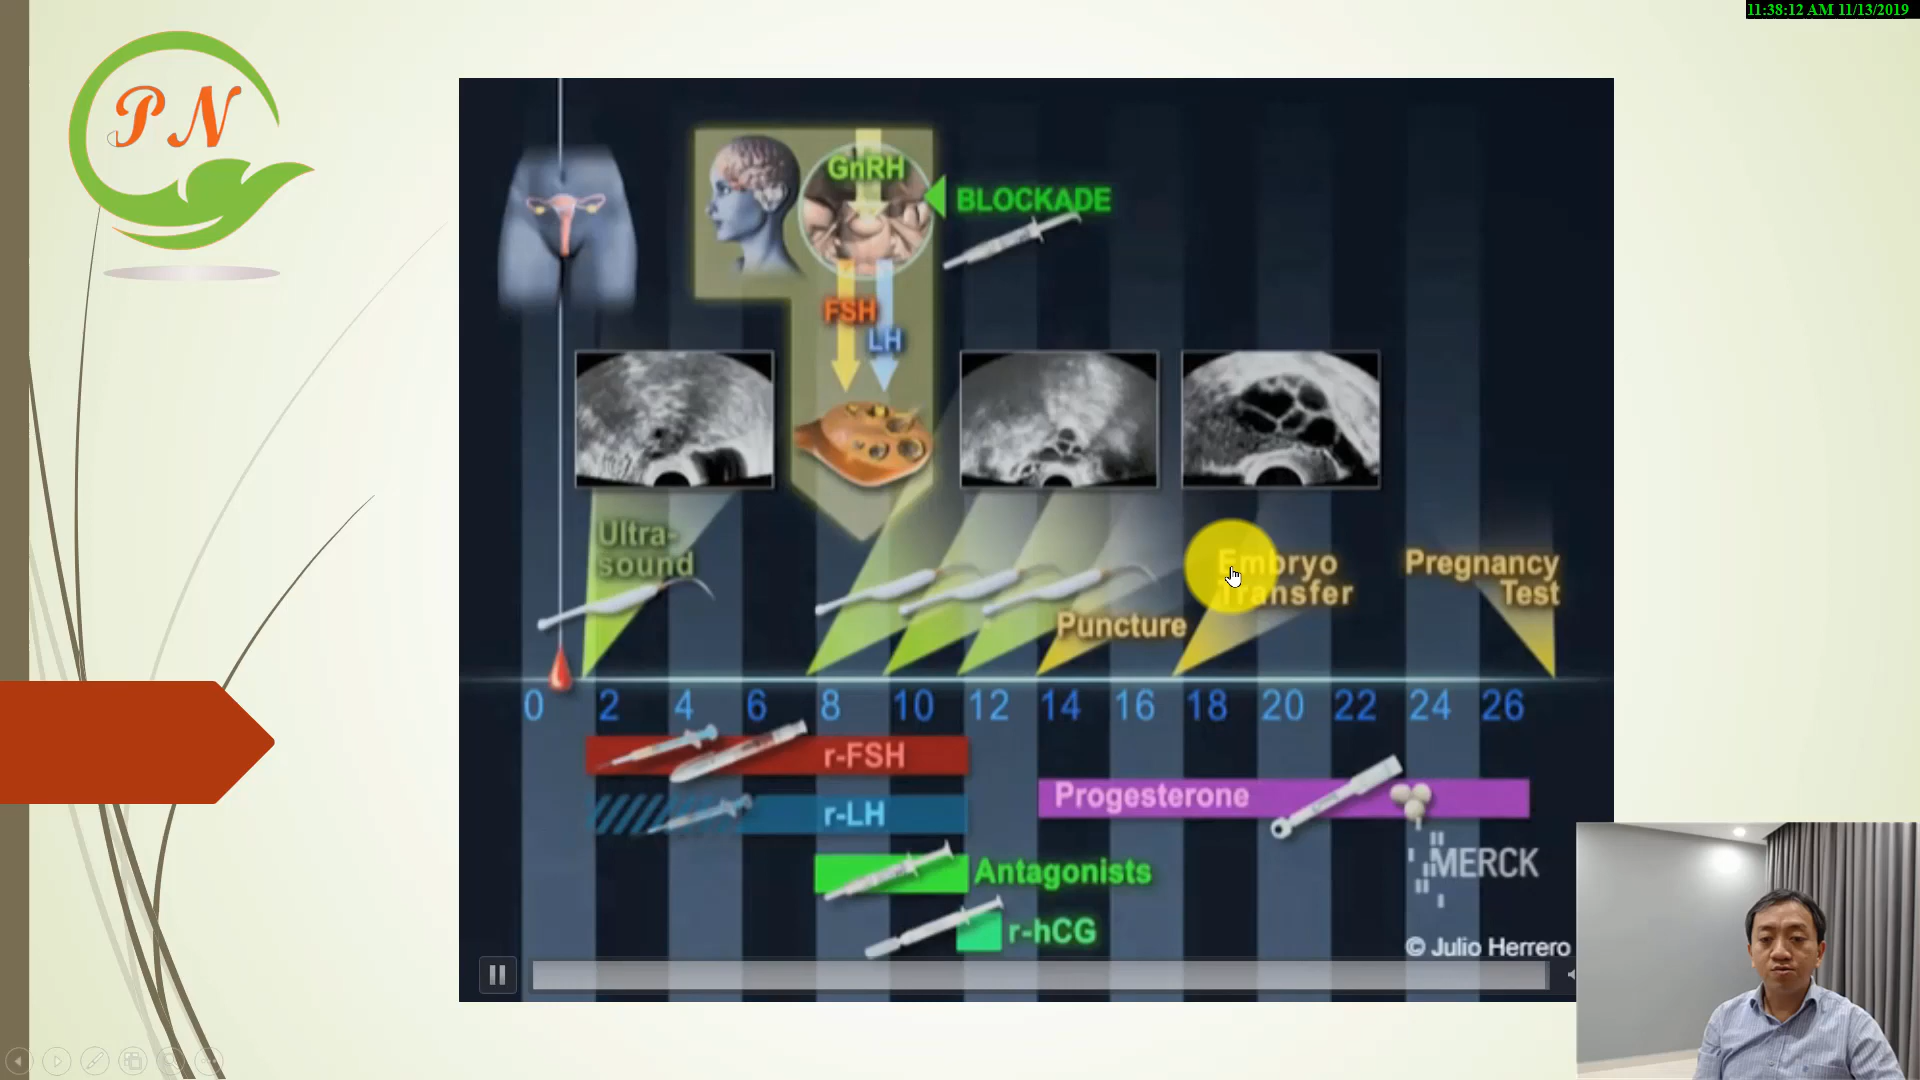 11:38:12 AM 11/13/2019
PN
GnRH
BLOCKADE
FSH
LH
Ultra-
sound
Embryo
Transfer
Pregnancy
Test
Puncture
0 2 4 6 8 10 12 14 16 18 20 22 24 26
r-FSH
Progesterone
r-LH
MERCK
Antagonists
r-hCG
© Julio Herrero